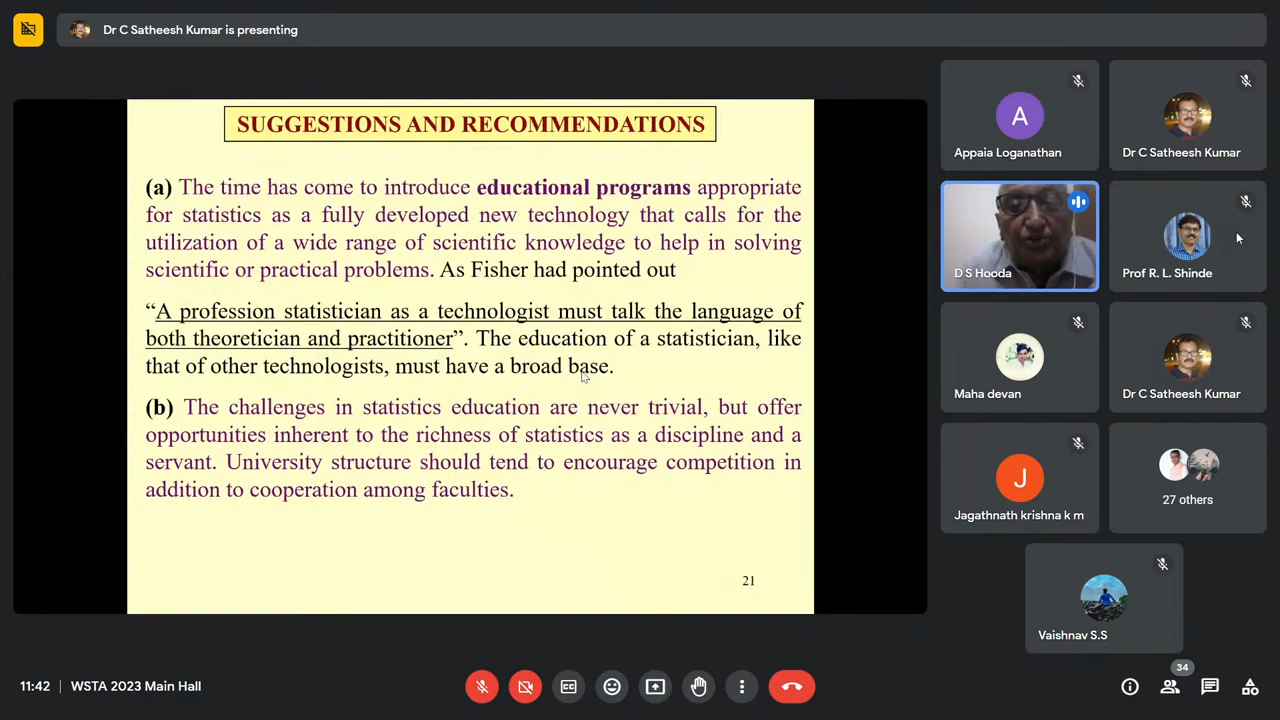 Dr C Satheesh Kumar is presenting
SUGGESTIONS AND RECOMMENDATIONS
(a) The time has come to introduce educational programs appropriate
for statistics as a fully developed new technology that calls for the
utilization of a wide range of scientific knowledge to help in solving
scientific or practical problems. As Fisher had pointed out
“A profession statistician as a technologist must talk the language of
both theoretician and practitioner”. The education of a statistician, like
that of other technologists, must have a broad base.
(b) The challenges in statistics education are never trivial, but offer
opportunities inherent to the richness of statistics as a discipline and a
servant. University structure should tend to encourage competition in
addition to cooperation among faculties.
21
A
Appaia Loganathan
Dr C Satheesh Kumar
D S Hooda
Prof R. L. Shinde
Maha devan
Dr C Satheesh Kumar
J
Jagathnath krishna k m
27 others
Vaishnav S.S
11:42 | WSTA 2023 Main Hall
CC
34